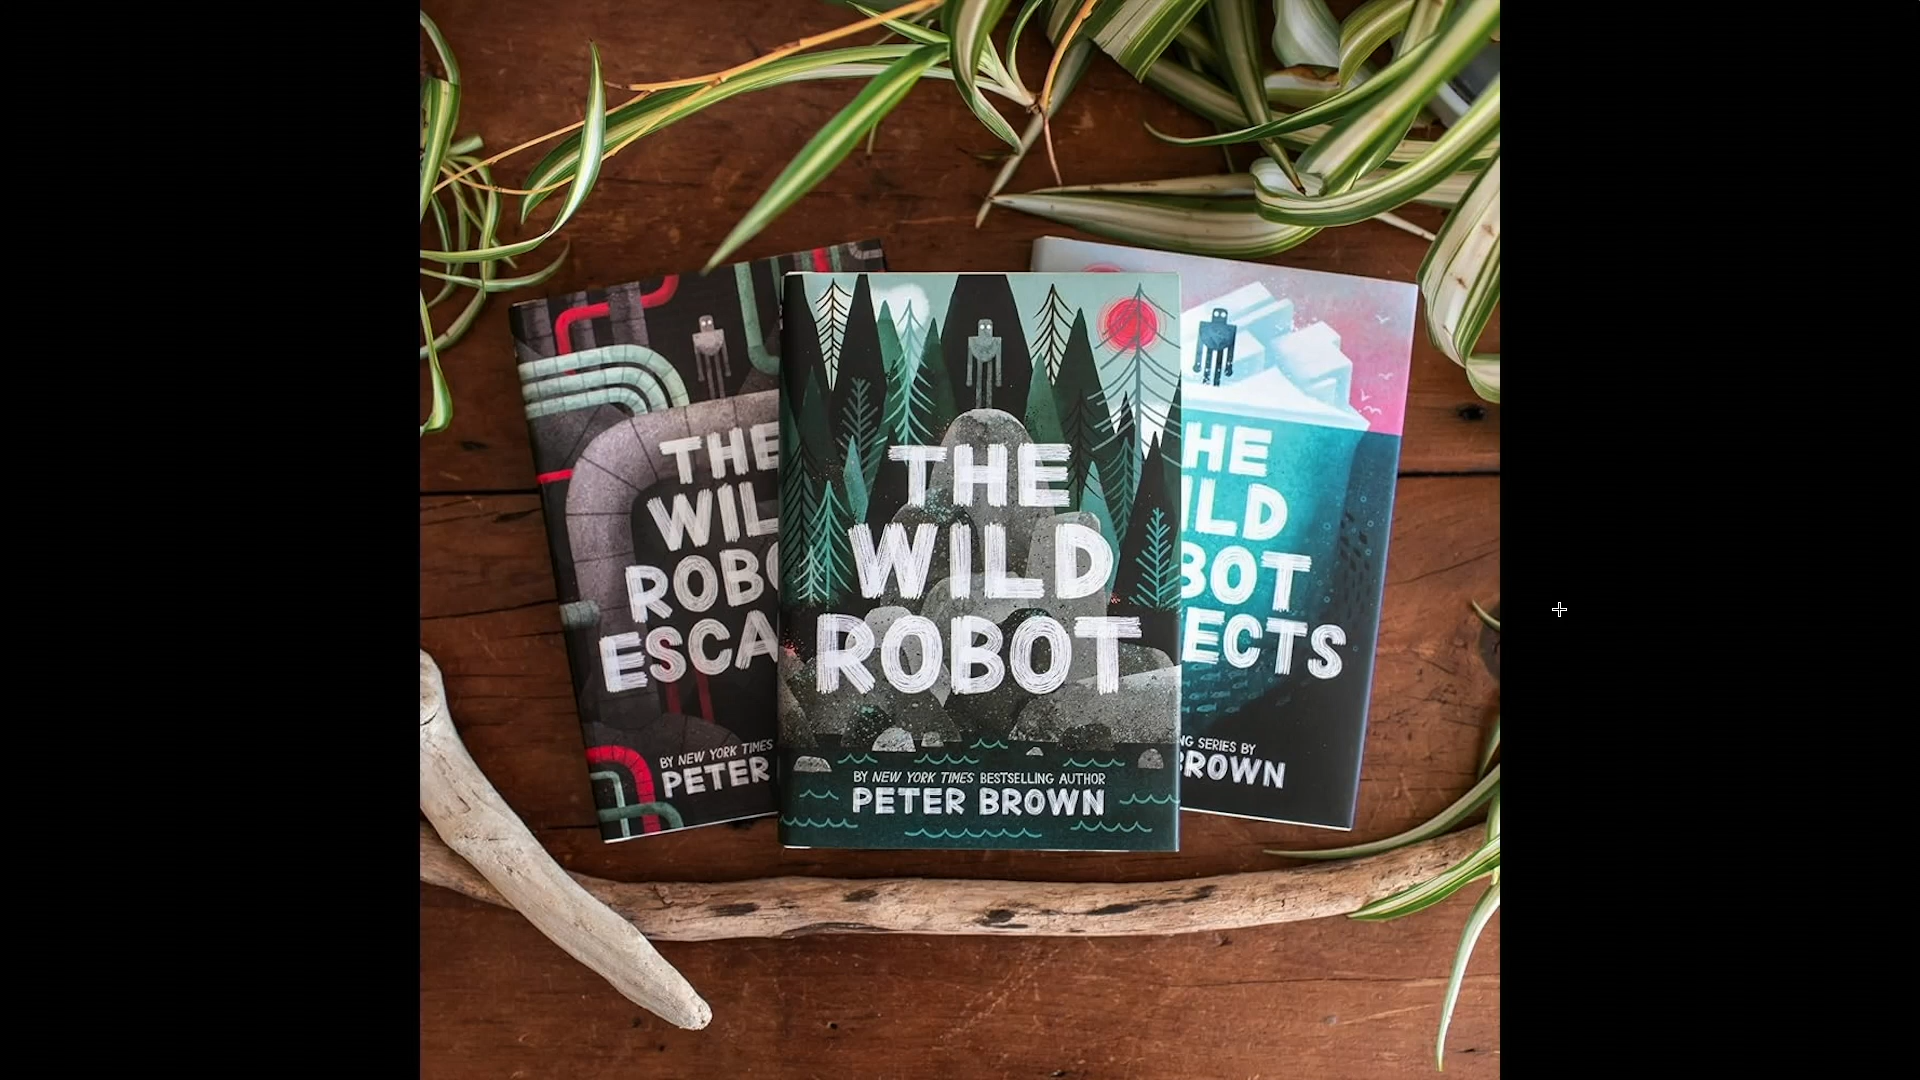 THE
WIL
ROBO
ESCA
BY NEW YORK TIMES
PETER
THE
WILD
ROBOT
BY NEW YORK TIMES BESTSELLING AUTHOR
PETER BROWN
HE
ILD
BOT
ECTS
NG SERIES BY
BROWN